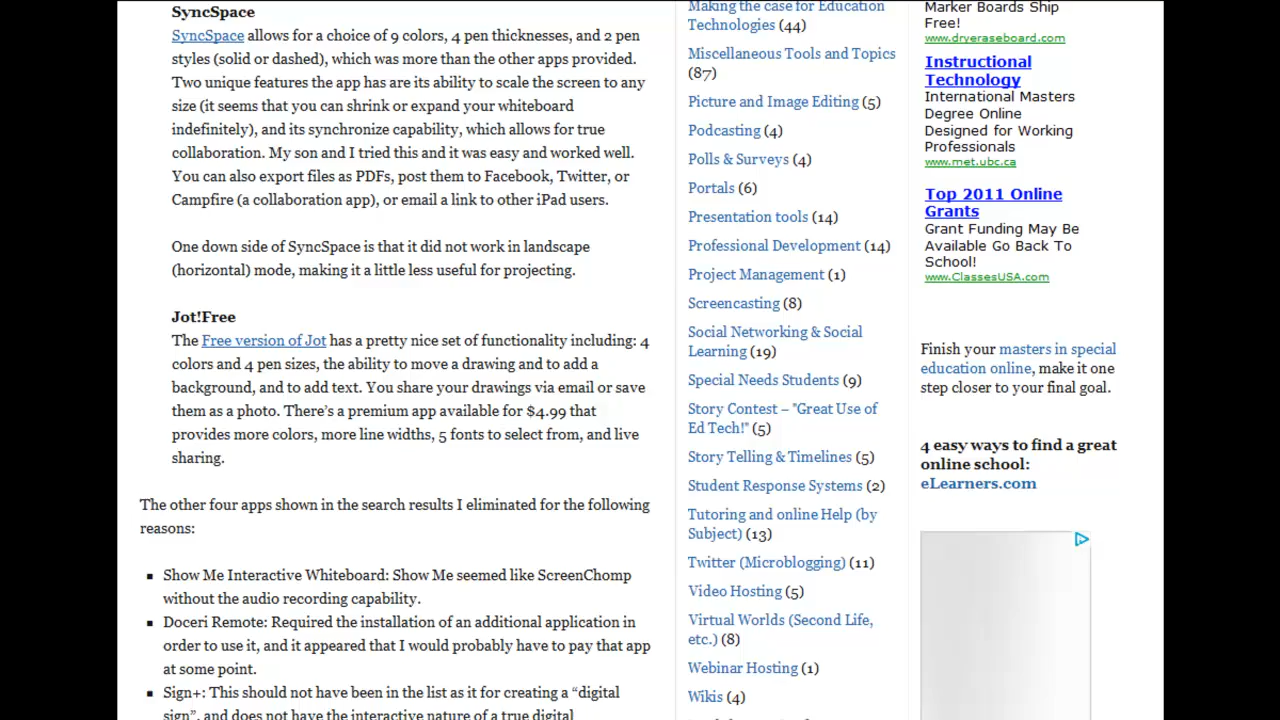 SyncSpace
SyncSpace allows for a choice of 9 colors, 4 pen thicknesses, and 2 pen
styles (solid or dashed), which was more than the other apps provided.
Two unique features the app has are its ability to scale the screen to any
size (it seems that you can shrink or expand your whiteboard
indefinitely), and its synchronize capability, which allows for true
collaboration. My son and I tried this and it was easy and worked well.
You can also export files as PDFs, post them to Facebook, Twitter, or
Campfire (a collaboration app), or email a link to other iPad users.
One down side of SyncSpace is that it did not work in landscape
(horizontal) mode, making it a little less useful for projecting.
Jot!Free
The Free version of Jot has a pretty nice set of functionality including: 4
colors and 4 pen sizes, the ability to move a drawing and to add a
background, and to add text. You share your drawings via email or save
them as a photo. There's a premium app available for $4.99 that
provides more colors, more line widths, 5 fonts to select from, and live
sharing.
The other four apps shown in the search results I eliminated for the following
reasons:
Show Me Interactive Whiteboard: Show Me seemed like ScreenChomp
without the audio recording capability.
Doceri Remote: Required the installation of an additional application in
order to use it, and it appeared that I would probably have to pay that app
at some point.
Sign+: This should not have been in the list as it for creating a “digital
sign”, and does not have the interactive nature of a true digital
Making the case for Education
Technologies (44)
Miscellaneous Tools and Topics
(87)
Picture and Image Editing (5)
Podcasting (4)
Polls & Surveys (4)
Portals (6)
Presentation tools (14)
Professional Development (14)
Project Management (1)
Screencasting (8)
Social Networking & Social
Learning (19)
Special Needs Students (9)
Story Contest – "Great Use of
Ed Tech!" (5)
Story Telling & Timelines (5)
Student Response Systems (2)
Tutoring and online Help (by
Subject) (13)
Twitter (Microblogging) (11)
Video Hosting (5)
Virtual Worlds (Second Life,
etc.) (8)
Webinar Hosting (1)
Wikis (4)
Marker Boards Ship
Free!
www.dryeraseboard.com
Instructional
Technology
International Masters
Degree Online
Designed for Working
Professionals
www.met.ubc.ca
Top 2011 Online
Grants
Grant Funding May Be
Available Go Back To
School!
www.ClassesUSA.com
Finish your masters in special
education online, make it one
step closer to your final goal.
4 easy ways to find a great
online school:
eLearners.com